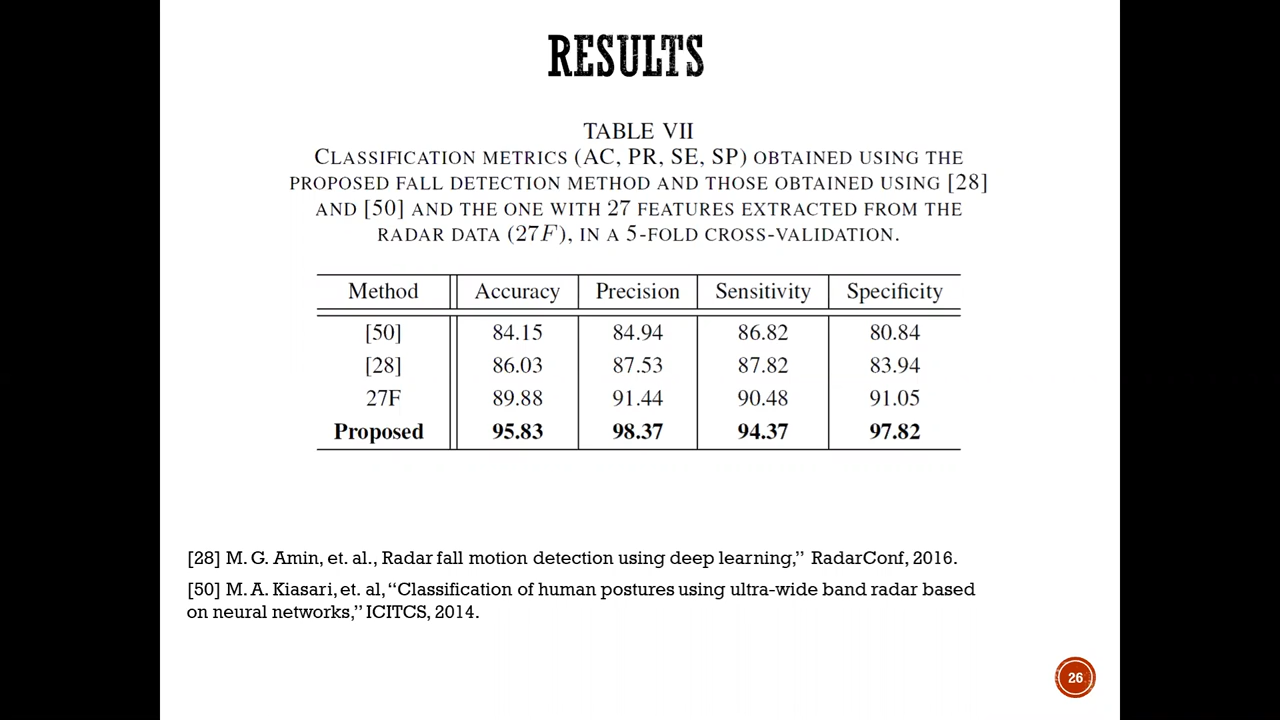 RESULTS
TABLE VII
CLASSIFICATION METRICS (AC, PR, SE, SP) OBTAINED USING THE
PROPOSED FALL DETECTION METHOD AND THOSE OBTAINED USING [28]
AND [50] AND THE ONE WITH 27 FEATURES EXTRACTED FROM THE
RADAR DATA (27F), IN A 5-FOLD CROSS-VALIDATION.
Method Accuracy Precision Sensitivity Specificity
[50] 84.15 84.94 86.82 80.84
[28] 86.03 87.53 87.82 83.94
27F 89.88 91.44 90.48 91.05
Proposed 95.83 98.37 94.37 97.82
[28] M. G. Amin, et. al., Radar fall motion detection using deep learning,” RadarConf, 2016.
[50] M. A. Kiasari, et. al, “Classification of human postures using ultra-wide band radar based
on neural networks,” ICITCS, 2014.
26